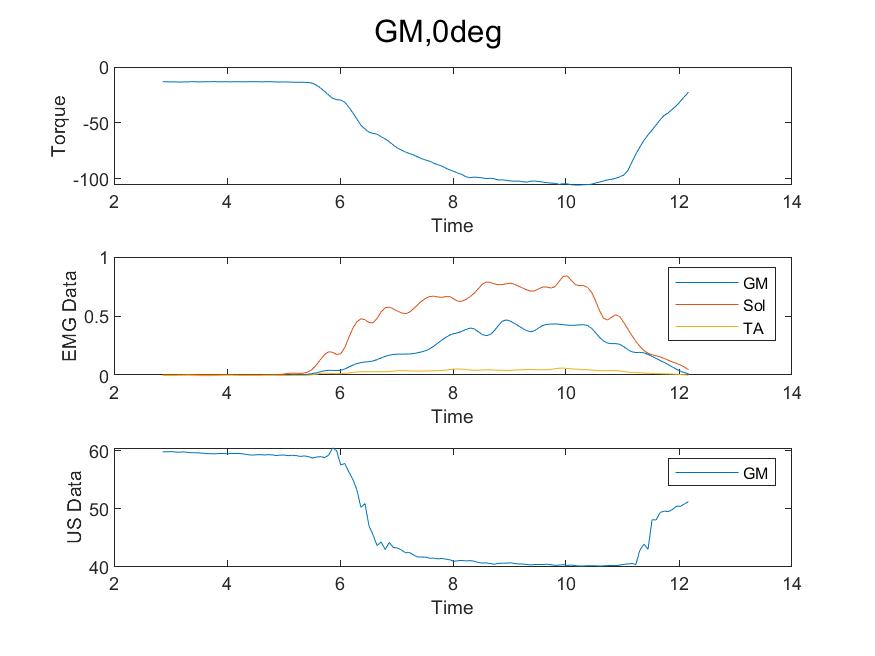 GM,0deg
0
-50
-100
Torque
2 4 6 8 10 12 14
Time
1
0.5
0
EMG Data
GM
Sol
TA
2 4 6 8 10 12 14
Time
60
50
40
US Data
GM
2 4 6 8 10 12 14
Time